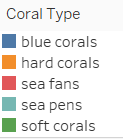 Coral Type
blue corals
hard corals
sea fans
sea pens
soft corals